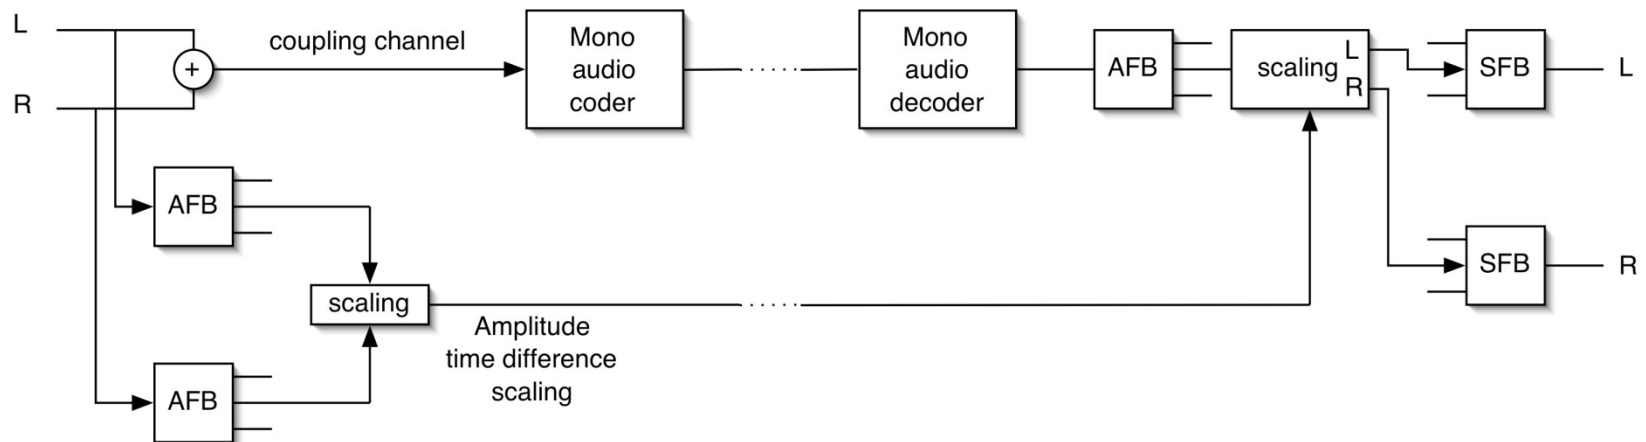 L
R
+
coupling channel
Mono
audio
coder
Mono
audio
decoder
AFB
scaling
L
R
SFB
L
AFB
scaling
Amplitude
time difference
scaling
SFB
R
AFB